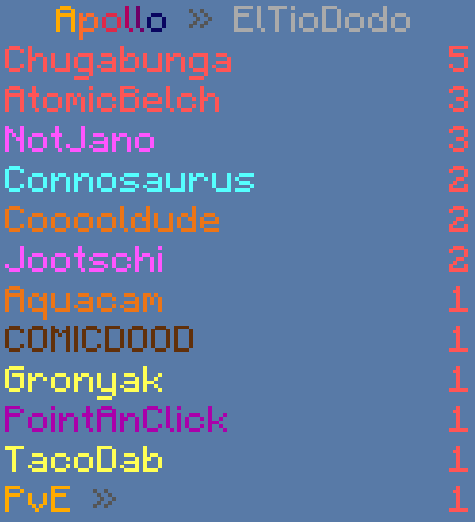 Apollo » ElTioDodo
Chugabunga 5
AtomicBelch 3
NotJano 3
Connosaurus 2
Cooooldude 2
Jootschi 2
Aquacam 1
COMICDOOD 1
Gronyak 1
PointAnClick 1
TacoDab 1
PvE » 1